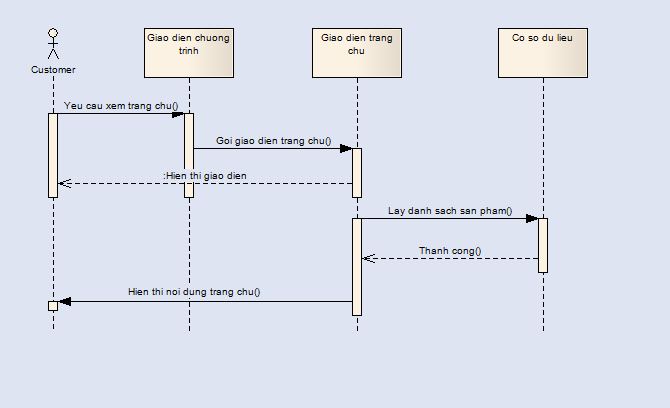 Giao dien chuong
trinh
Giao dien trang
chu
Co so du lieu
Customer
Yeu cau xem trang chu()
Goi giao dien trang chu()
:Hien thi giao dien
Lay danh sach san pham()
Thanh cong()
Hien thi noi dung trang chu()